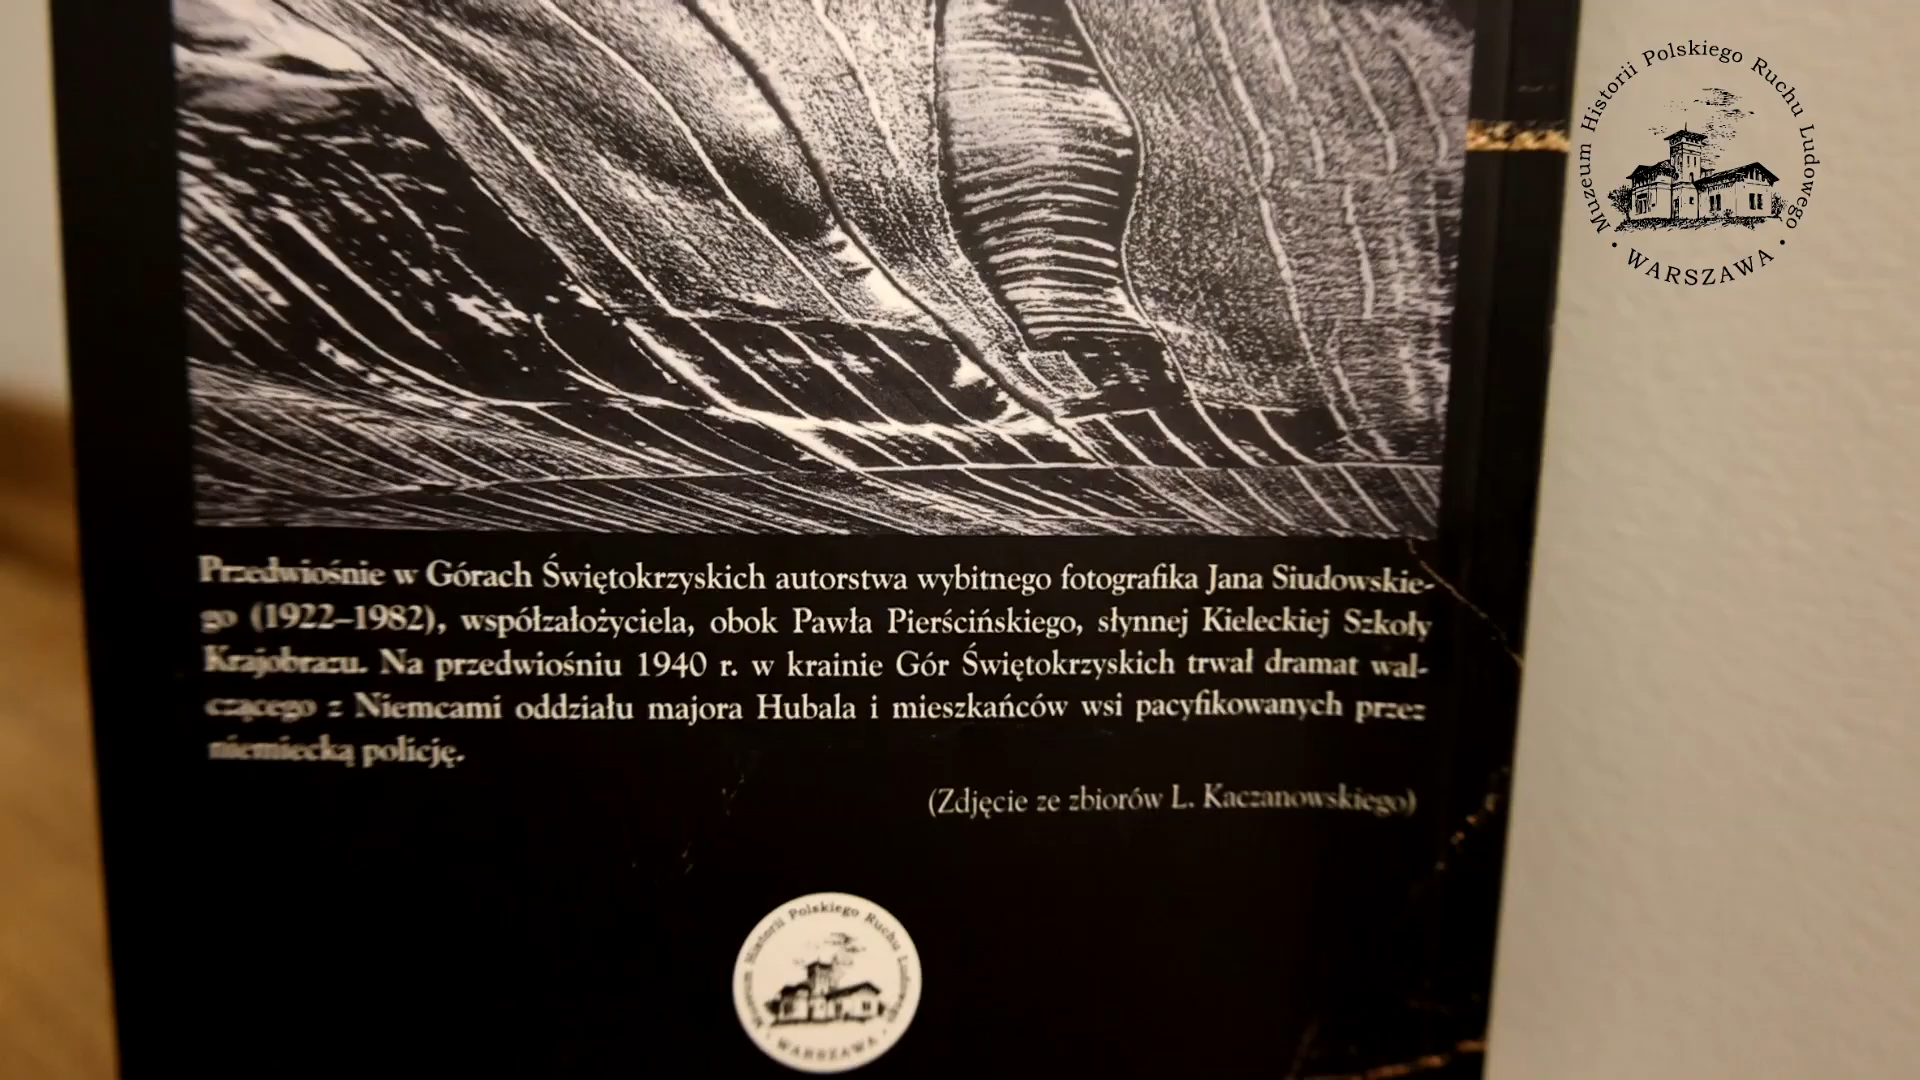 Muzeum Historii Polskiego Ruchu Ludowego
• WARSZAWA •
Przedwiośnie w Górach Świętokrzyskich autorstwa wybitnego fotografika Jana Siudowskie-
go (1922–1982), współzałożyciela, obok Pawła Pierścińskiego, słynnej Kieleckiej Szkoły
Krajobrazu. Na przedwiośniu 1940 r. w krainie Gór Świętokrzyskich trwał dramat wal-
czącego z Niemcami oddziału majora Hubala i mieszkańców wsi pacyfikowanych przez
niemiecką policję.
(Zdjęcie ze zbiorów L. Kaczanowskiego)
Muzeum Historii Polskiego Ruchu Ludowego
• WARSZAWA •